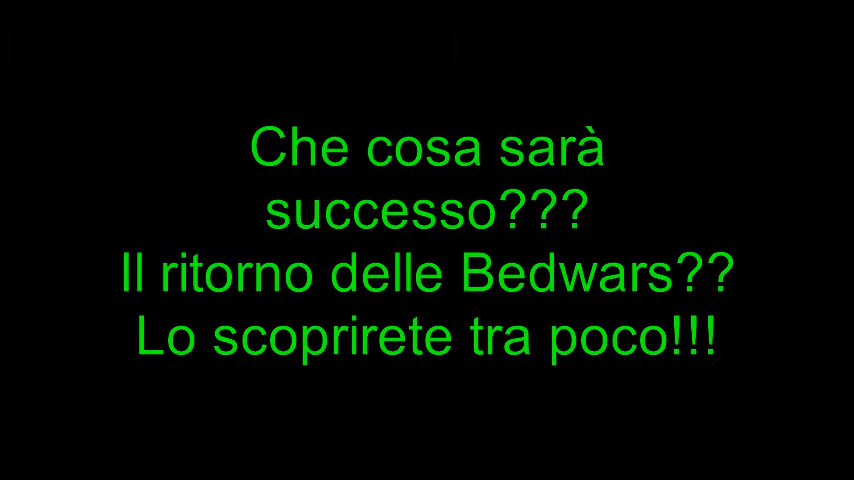 Che cosa sarà
successo???
Il ritorno delle Bedwars??
Lo scoprirete tra poco!!!